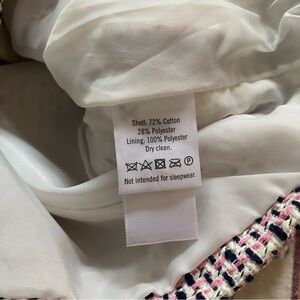 Shell: 72% Cotton
28% Polyester
Lining: 100% Polyester
Dry clean.
Not intended for sleepwear.